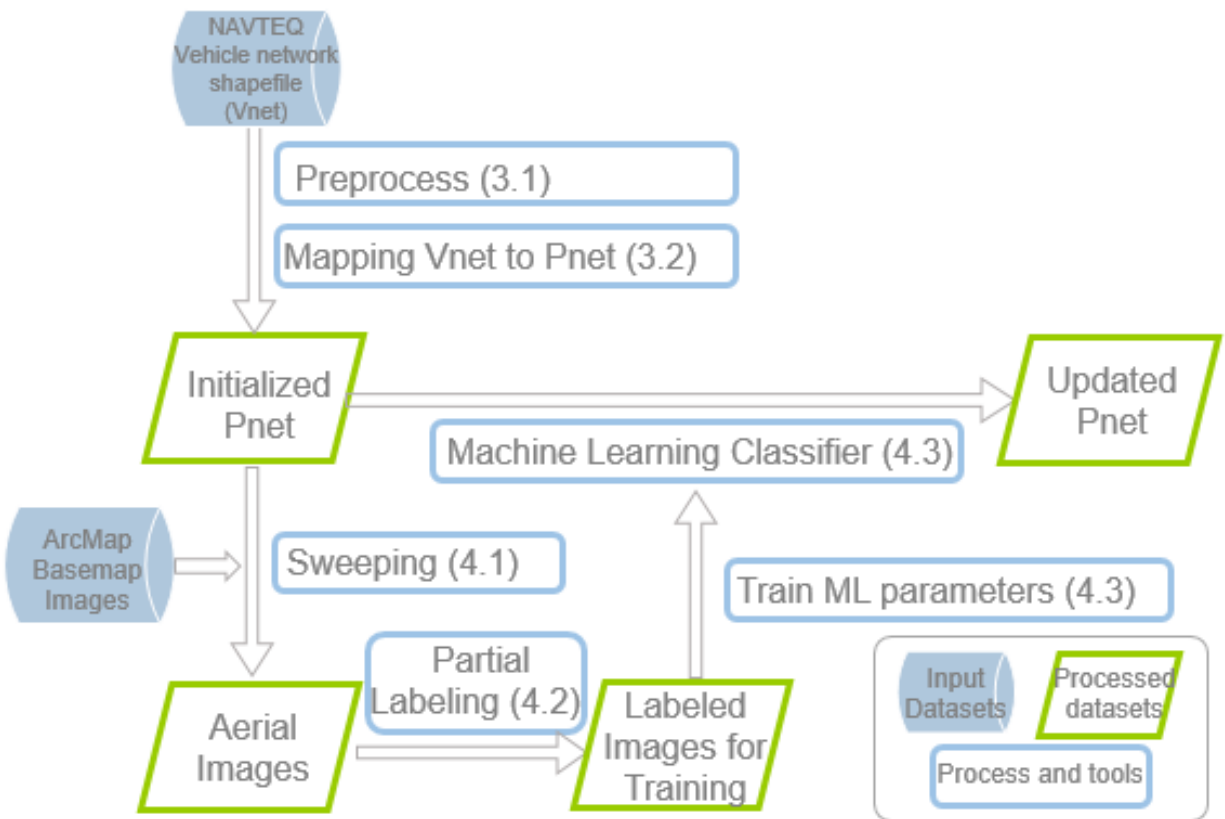 NAVTEQ
Vehicle network
shapefile
(Vnet)
Preprocess (3.1)
Mapping Vnet to Pnet (3.2)
Initialized
Pnet
Updated
Pnet
Machine Learning Classifier (4.3)
ArcMap
Basemap
Images
Sweeping (4.1)
Train ML parameters (4.3)
Partial
Labeling (4.2)
Aerial
Images
Labeled
Images for
Training
Input
Datasets
Processed
datasets
Process and tools